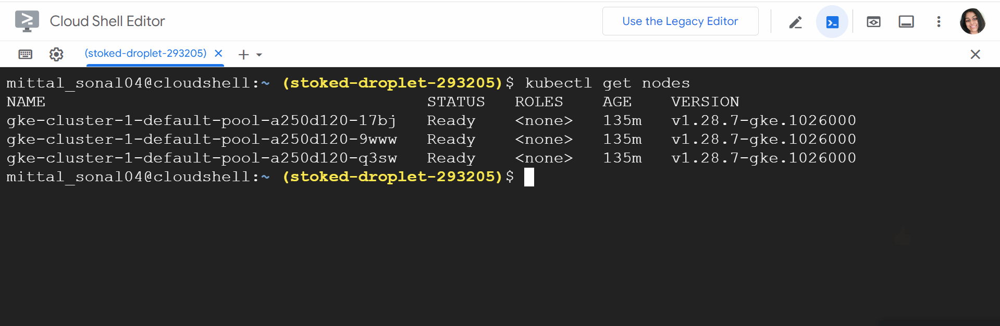 Cloud Shell Editor
Use the Legacy Editor
(stoked-droplet-293205)
mittal_sonal04@cloudshell:~ (stoked-droplet-293205)$ kubectl get nodes
NAME STATUS ROLES AGE VERSION
gke-cluster-1-default-pool-a250d120-17bj Ready <none> 135m v1.28.7-gke.1026000
gke-cluster-1-default-pool-a250d120-9www Ready <none> 135m v1.28.7-gke.1026000
gke-cluster-1-default-pool-a250d120-q3sw Ready <none> 135m v1.28.7-gke.1026000
mittal_sonal04@cloudshell:~ (stoked-droplet-293205)$